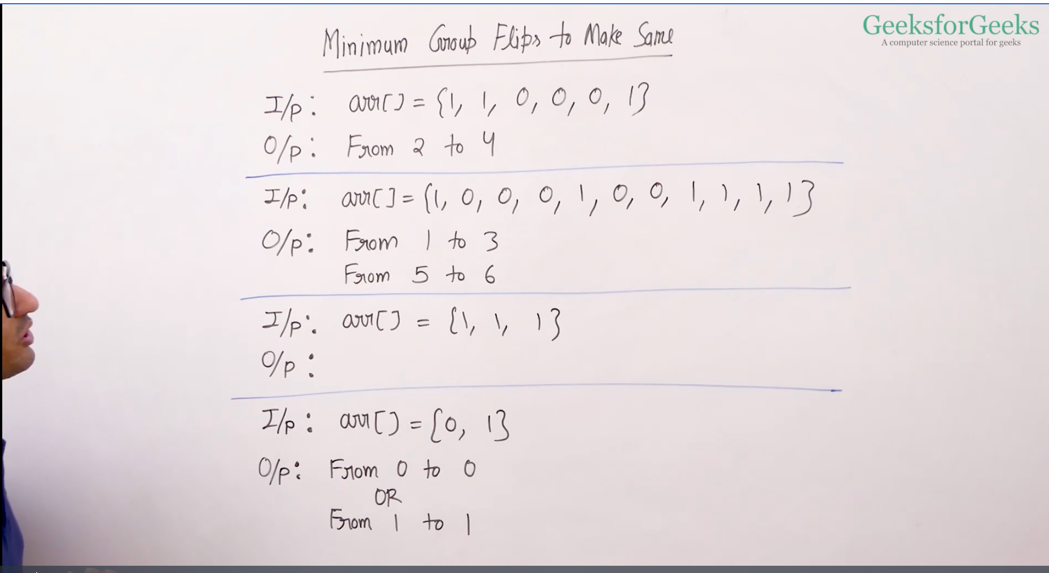 GeeksforGeeks
A computer science portal for geeks
Minimum Group Flips to Make Same
I/p: arr[] = {1, 1, 0, 0, 0, 1}
O/p: From 2 to 4
I/p: arr[] = {1, 0, 0, 0, 1, 0, 0, 1, 1, 1, 1}
O/p: From 1 to 3
From 5 to 6
I/p: arr[] = {1, 1, 1}
O/p:
I/p: arr[] = {0, 1}
O/p: From 0 to 0
OR
From 1 to 1